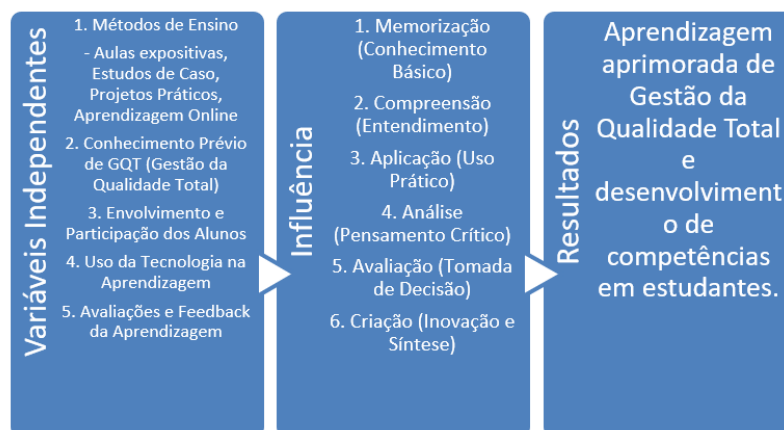 Variáveis Independentes
1. Métodos de Ensino
- Aulas expositivas,
Estudos de Caso,
Projetos Práticos,
Aprendizagem Online
2. Conhecimento Prévio
de GQT (Gestão da
Qualidade Total)
3. Envolvimento e
Participação dos Alunos
4. Uso da Tecnologia na
Aprendizagem
5. Avaliações e Feedback
da Aprendizagem
Influência
1. Memorização
(Conhecimento
Básico)
2. Compreensão
(Entendimento)
3. Aplicação (Uso
Prático)
4. Análise
(Pensamento Crítico)
5. Avaliação (Tomada
de Decisão)
6. Criação (Inovação e
Síntese)
Resultados
Aprendizagem
aprimorada de
Gestão da
Qualidade Total
e
desenvolviment
o de
competências
em estudantes.